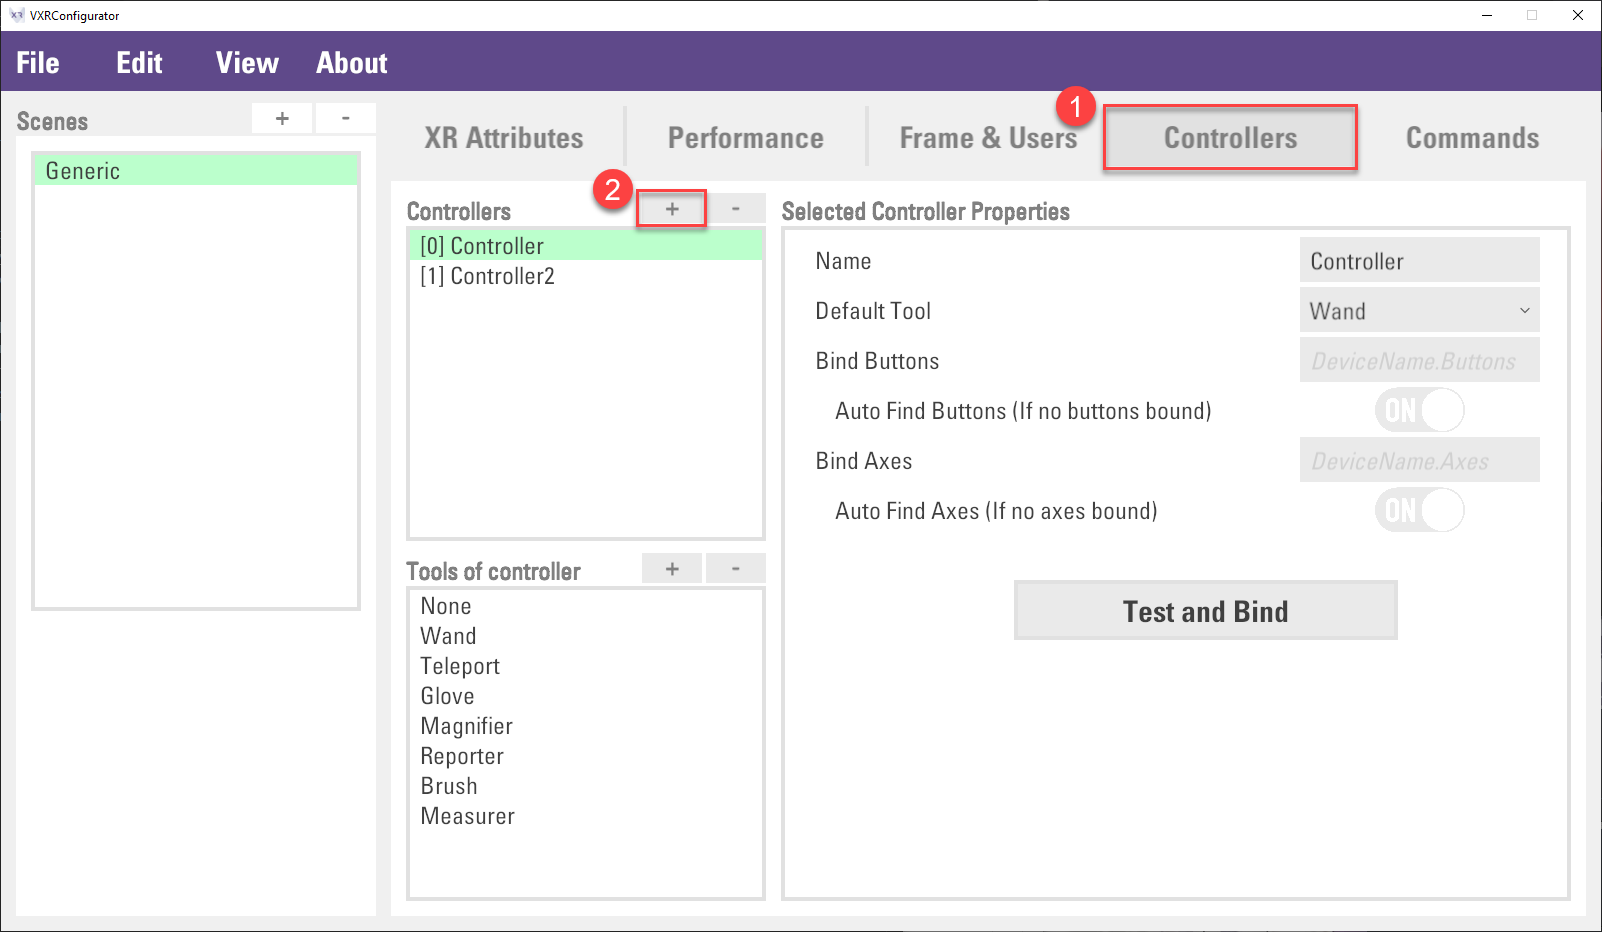 VXRConfigurator
File Edit View About
Scenes + -
Generic
XR Attributes Performance Frame & Users 1 Controllers Commands
Controllers 2 + -
[0] Controller
[1] Controller2
Tools of controller + -
None
Wand
Teleport
Glove
Magnifier
Reporter
Brush
Measurer
Selected Controller Properties
Name Controller
Default Tool Wand
Bind Buttons DeviceName.Buttons
Auto Find Buttons (If no buttons bound) ON
Bind Axes DeviceName.Axes
Auto Find Axes (If no axes bound) ON
Test and Bind